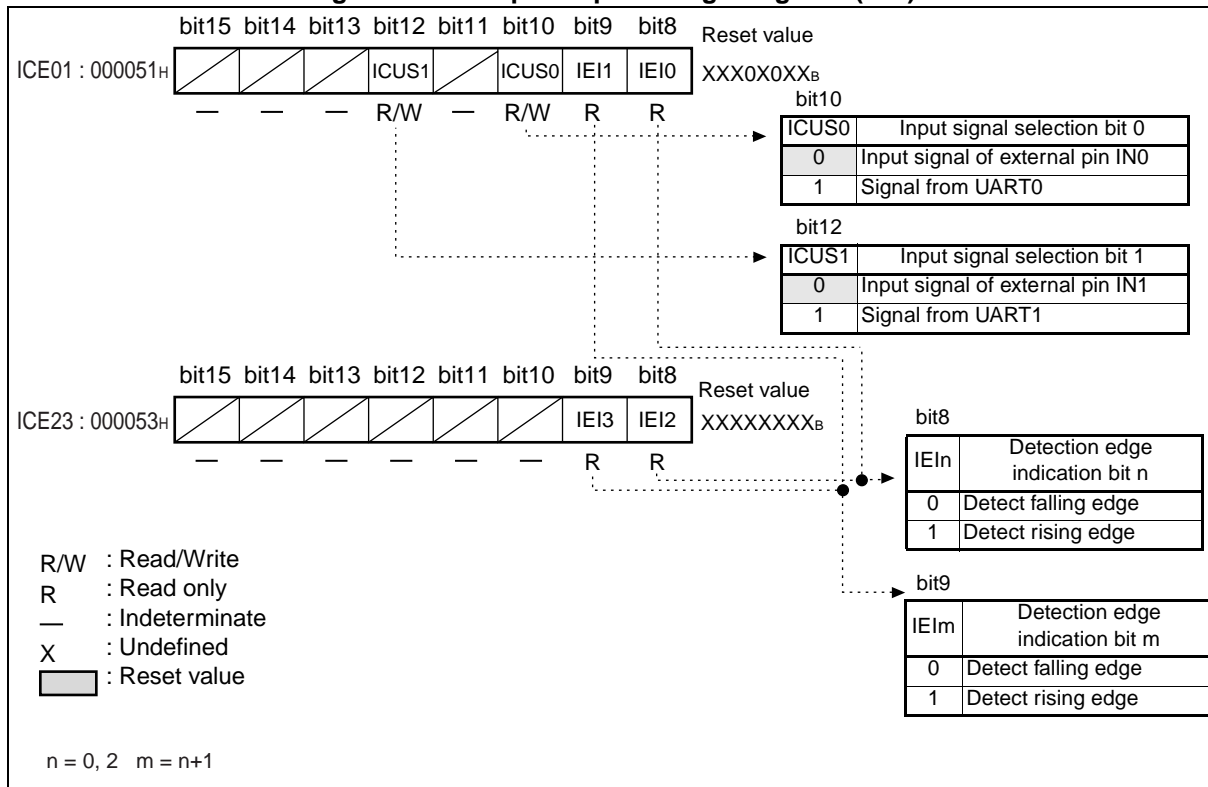 bit15 bit14 bit13 bit12 bit11 bit10 bit9 bit8 Reset value
ICE01 : 000051H ICUS1 ICUS0 IEI1 IEI0 XXX0X0XXB
— — — R/W — R/W R R
bit10
ICUS0 Input signal selection bit 0
0 Input signal of external pin IN0
1 Signal from UART0
bit12
ICUS1 Input signal selection bit 1
0 Input signal of external pin IN1
1 Signal from UART1
bit15 bit14 bit13 bit12 bit11 bit10 bit9 bit8 Reset value
ICE23 : 000053H IEI3 IEI2 XXXXXXXXB
— — — — — — R R
bit8
IEIn Detection edge
indication bit n
0 Detect falling edge
1 Detect rising edge
bit9
IEIm Detection edge
indication bit m
0 Detect falling edge
1 Detect rising edge
R/W : Read/Write
R : Read only
— : Indeterminate
X : Undefined
: Reset value
n = 0, 2 m = n+1